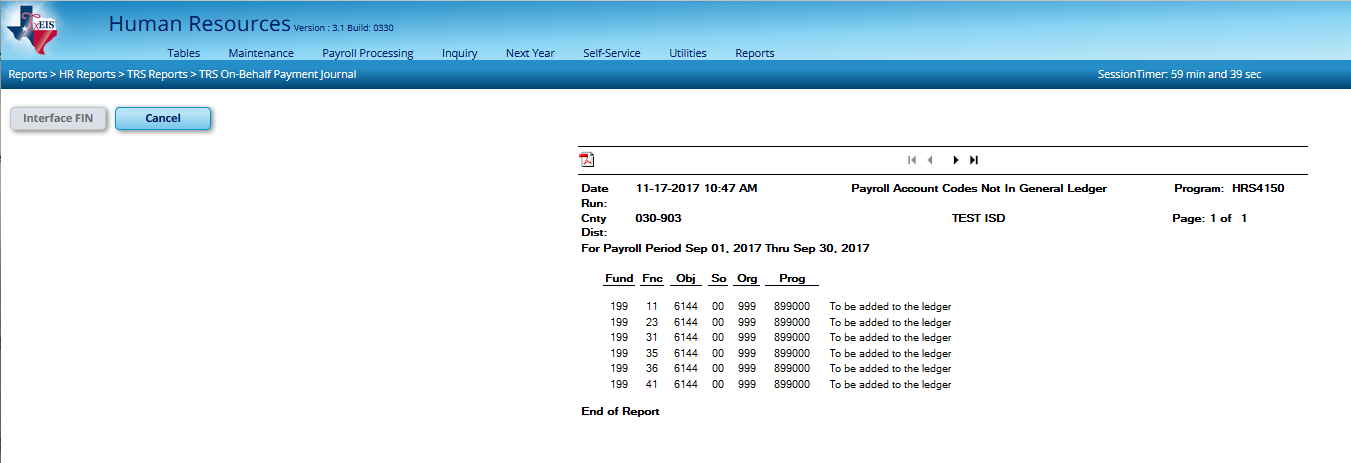 TxEIS
Human Resources Version : 3.1 Build: 0330
Tables Maintenance Payroll Processing Inquiry Next Year Self-Service Utilities Reports
Reports > HR Reports > TRS Reports > TRS On-Behalf Payment Journal SessionTimer: 59 min and 39 sec
Interface FIN Cancel
Date Run: 11-17-2017 10:47 AM Payroll Account Codes Not In General Ledger Program: HRS4150
Cnty Dist: 030-903 TEST ISD Page: 1 of 1
For Payroll Period Sep 01, 2017 Thru Sep 30, 2017
Fund Fnc Obj So Org Prog
199 11 6144 00 999 899000 To be added to the ledger
199 23 6144 00 999 899000 To be added to the ledger
199 31 6144 00 999 899000 To be added to the ledger
199 35 6144 00 999 899000 To be added to the ledger
199 36 6144 00 999 899000 To be added to the ledger
199 41 6144 00 999 899000 To be added to the ledger
End of Report